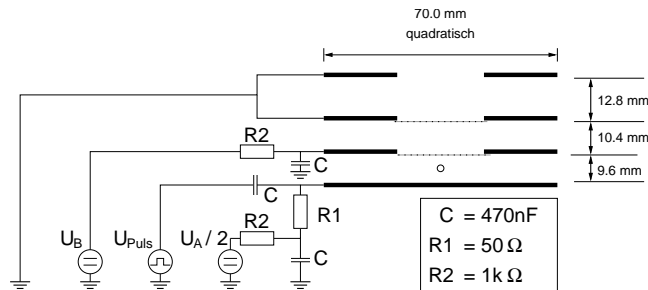 70.0 mm
quadratisch
12.8 mm
10.4 mm
9.6 mm
R2
C
C
R1
R2
C
U_B
U_Puls
U_A / 2
C = 470nF
R1 = 50 Ω
R2 = 1k Ω